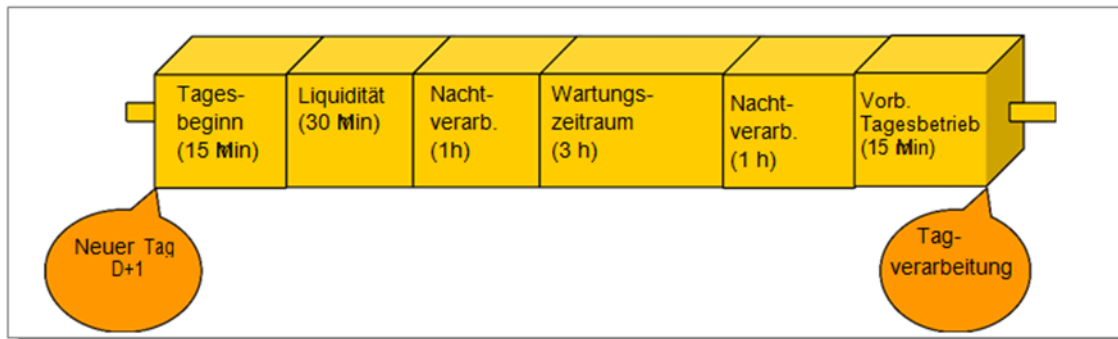 Tages-
beginn
(15 Min)
Liquidität
(30 Min)
Nacht-
verarb.
(1h)
Wartungs-
zeitraum
(3 h)
Nacht-
verarb.
(1 h)
Vorb.
Tagesbetrieb
(15 Min)
Neuer Tag
D+1
Tag-
verarbeitung